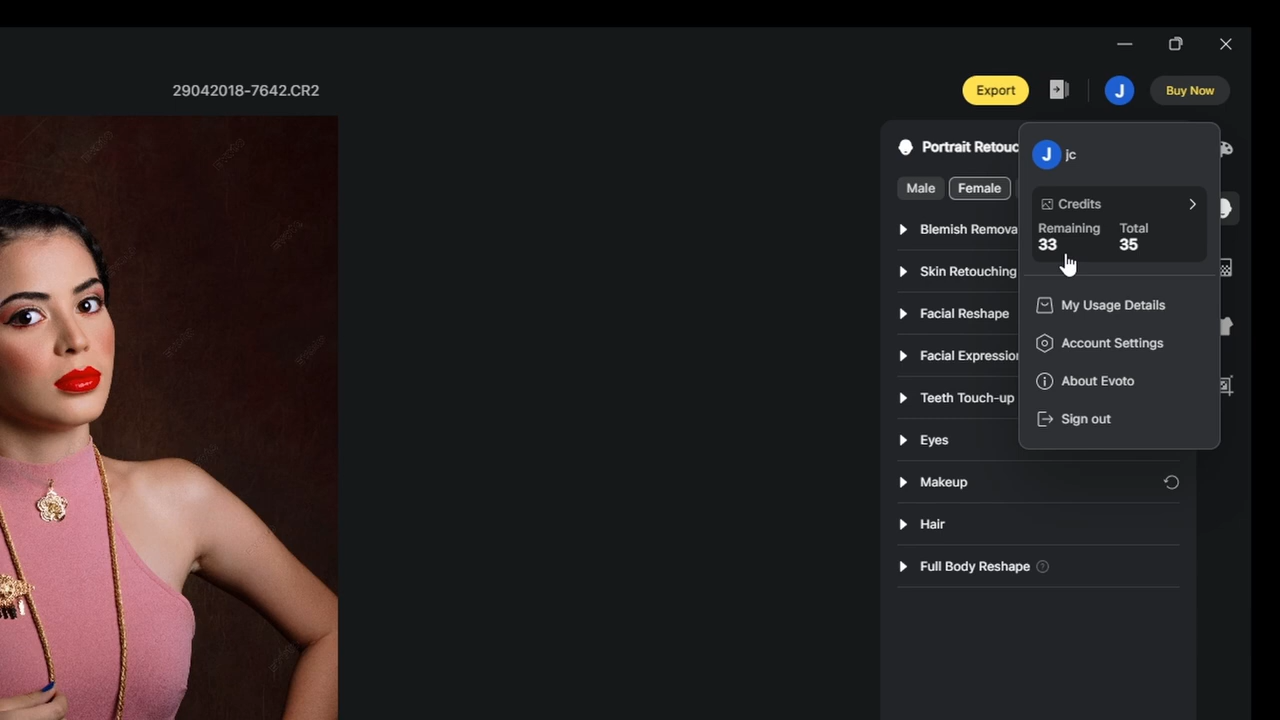 29042018-7642.CR2
Export
J
Buy Now
Portrait Retouc
J jc
Male
Female
Credits
Remaining
Total
33
35
Blemish Remova
Skin Retouching
Facial Reshape
Facial Expression
Teeth Touch-up
Eyes
Makeup
Hair
Full Body Reshape
My Usage Details
Account Settings
About Evoto
Sign out